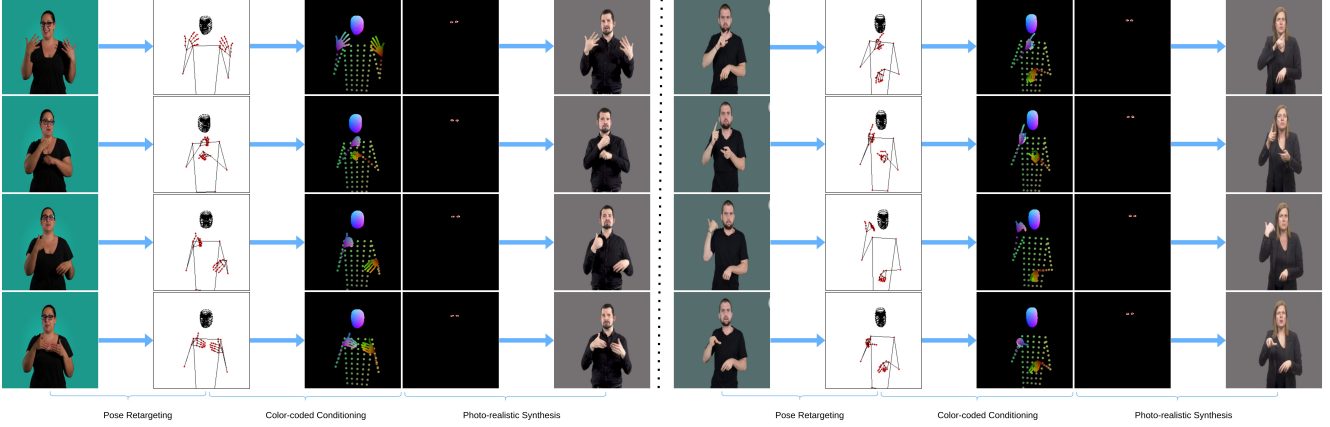 Pose Retargeting
Color-coded Conditioning
Photo-realistic Synthesis
Pose Retargeting
Color-coded Conditioning
Photo-realistic Synthesis